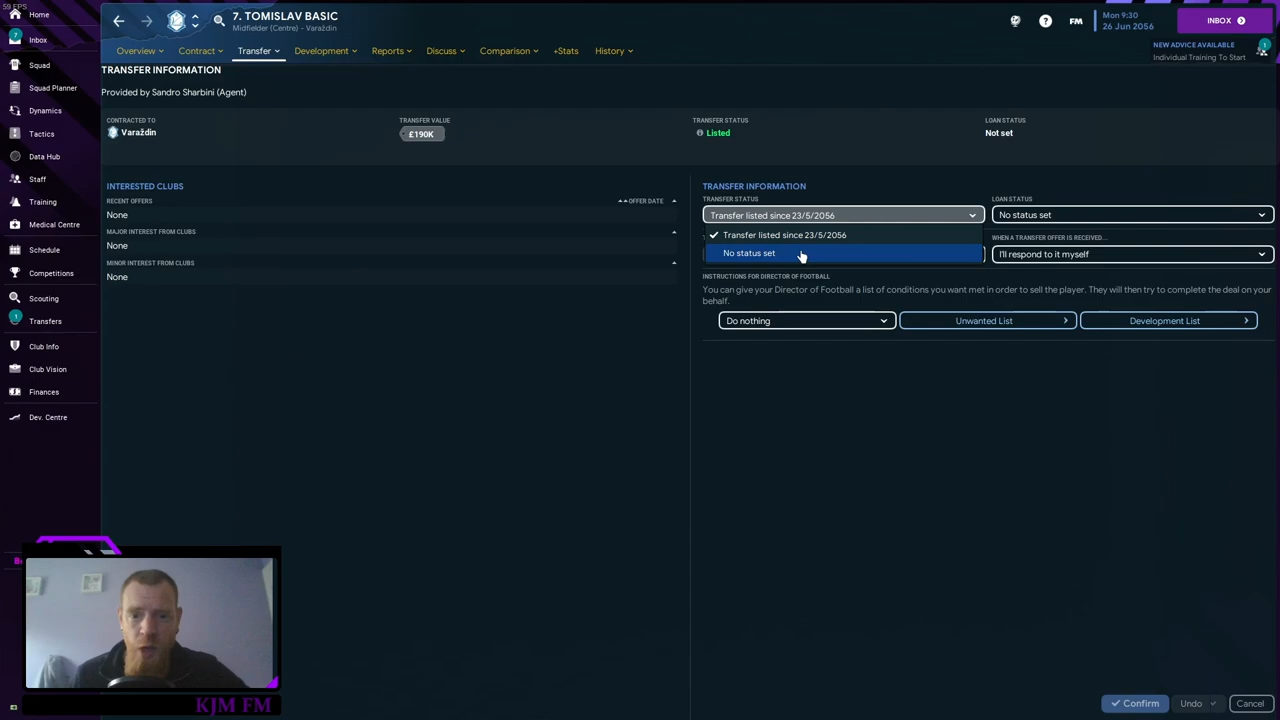 59 FPS
Home
7. TOMISLAV BASIC
Midfielder (Centre) - Varaždin
FM
Mon 9:30
26 Jun 2056
INBOX
7
Inbox
Overview
Contract
Transfer
Development
Reports
Discuss
Comparison
+Stats
History
NEW ADVICE AVAILABLE
Individual Training To Start
1
Squad
Squad Planner
Dynamics
Tactics
Data Hub
Staff
Training
Medical Centre
Schedule
Competitions
Scouting
1
Transfers
Club Info
Club Vision
Finances
Dev. Centre
TRANSFER INFORMATION
Provided by Sandro Sharbini (Agent)
CONTRACTED TO
Varaždin
TRANSFER VALUE
£190K
TRANSFER STATUS
Listed
LOAN STATUS
Not set
INTERESTED CLUBS
RECENT OFFERS
OFFER DATE
None
MAJOR INTEREST FROM CLUBS
None
MINOR INTEREST FROM CLUBS
None
TRANSFER INFORMATION
TRANSFER STATUS
LOAN STATUS
Transfer listed since 23/5/2056
No status set
Transfer listed since 23/5/2056
No status set
WHEN A TRANSFER OFFER IS RECEIVED...
I'll respond to it myself
INSTRUCTIONS FOR DIRECTOR OF FOOTBALL
You can give your Director of Football a list of conditions you want met in order to sell the player. They will then try to complete the deal on your
behalf.
Do nothing
Unwanted List
Development List
KJM FM
Confirm
Undo
Cancel